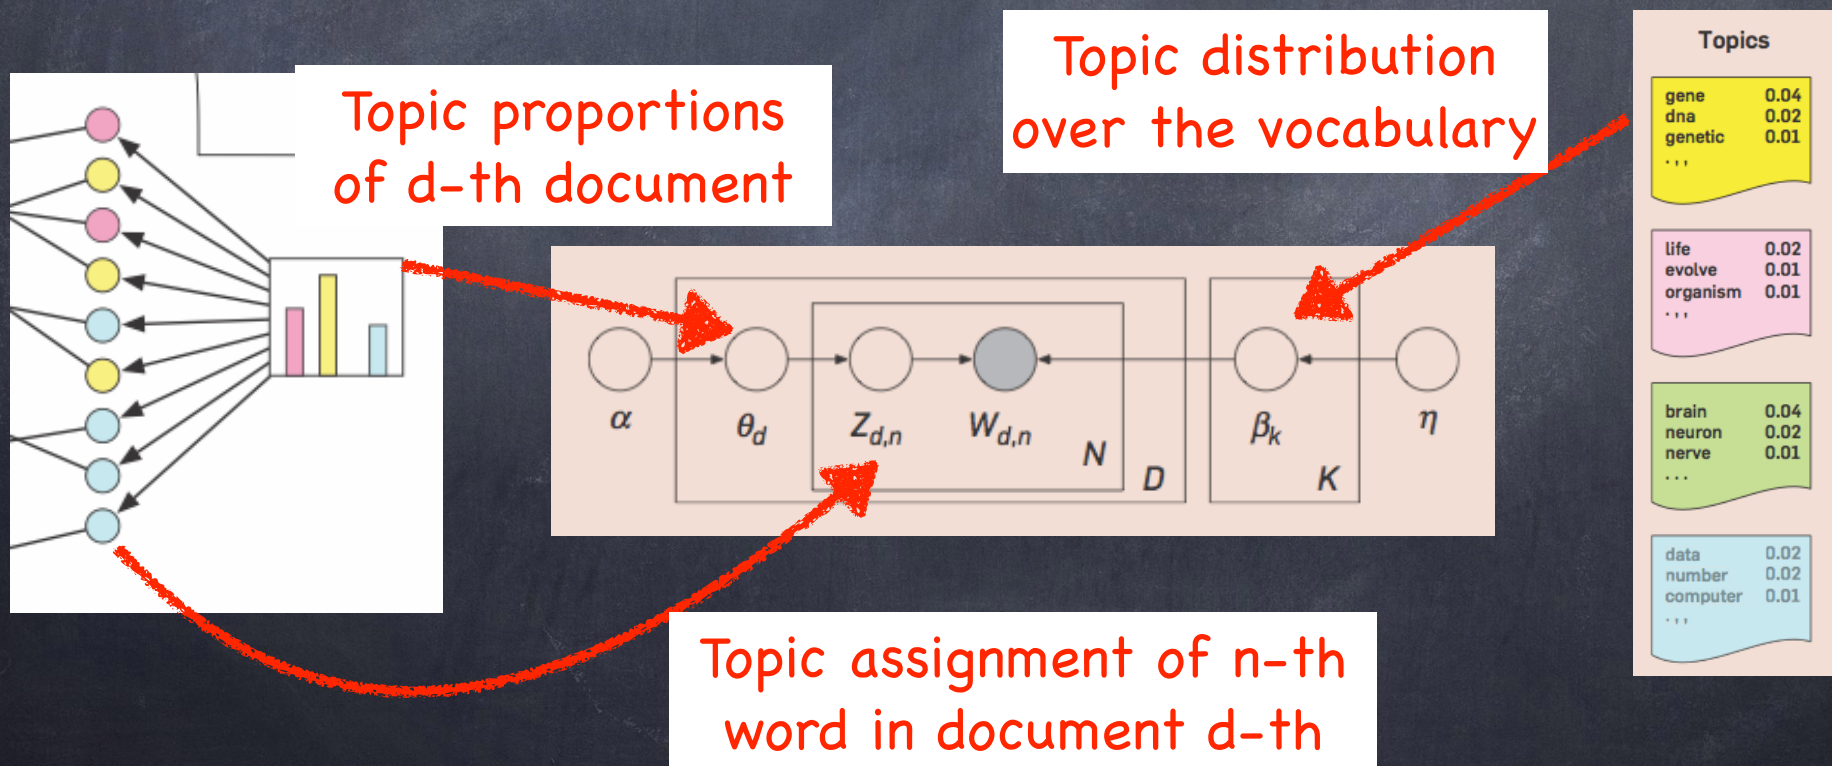 Topic proportions
of d-th document
Topic distribution
over the vocabulary
α
θd
Zd,n
Wd,n
N
D
βk
K
η
Topic assignment of n-th
word in document d-th
Topics
gene 0.04
dna 0.02
genetic 0.01
...
life 0.02
evolve 0.01
organism 0.01
...
brain 0.04
neuron 0.02
nerve 0.01
...
data 0.02
number 0.02
computer 0.01
...